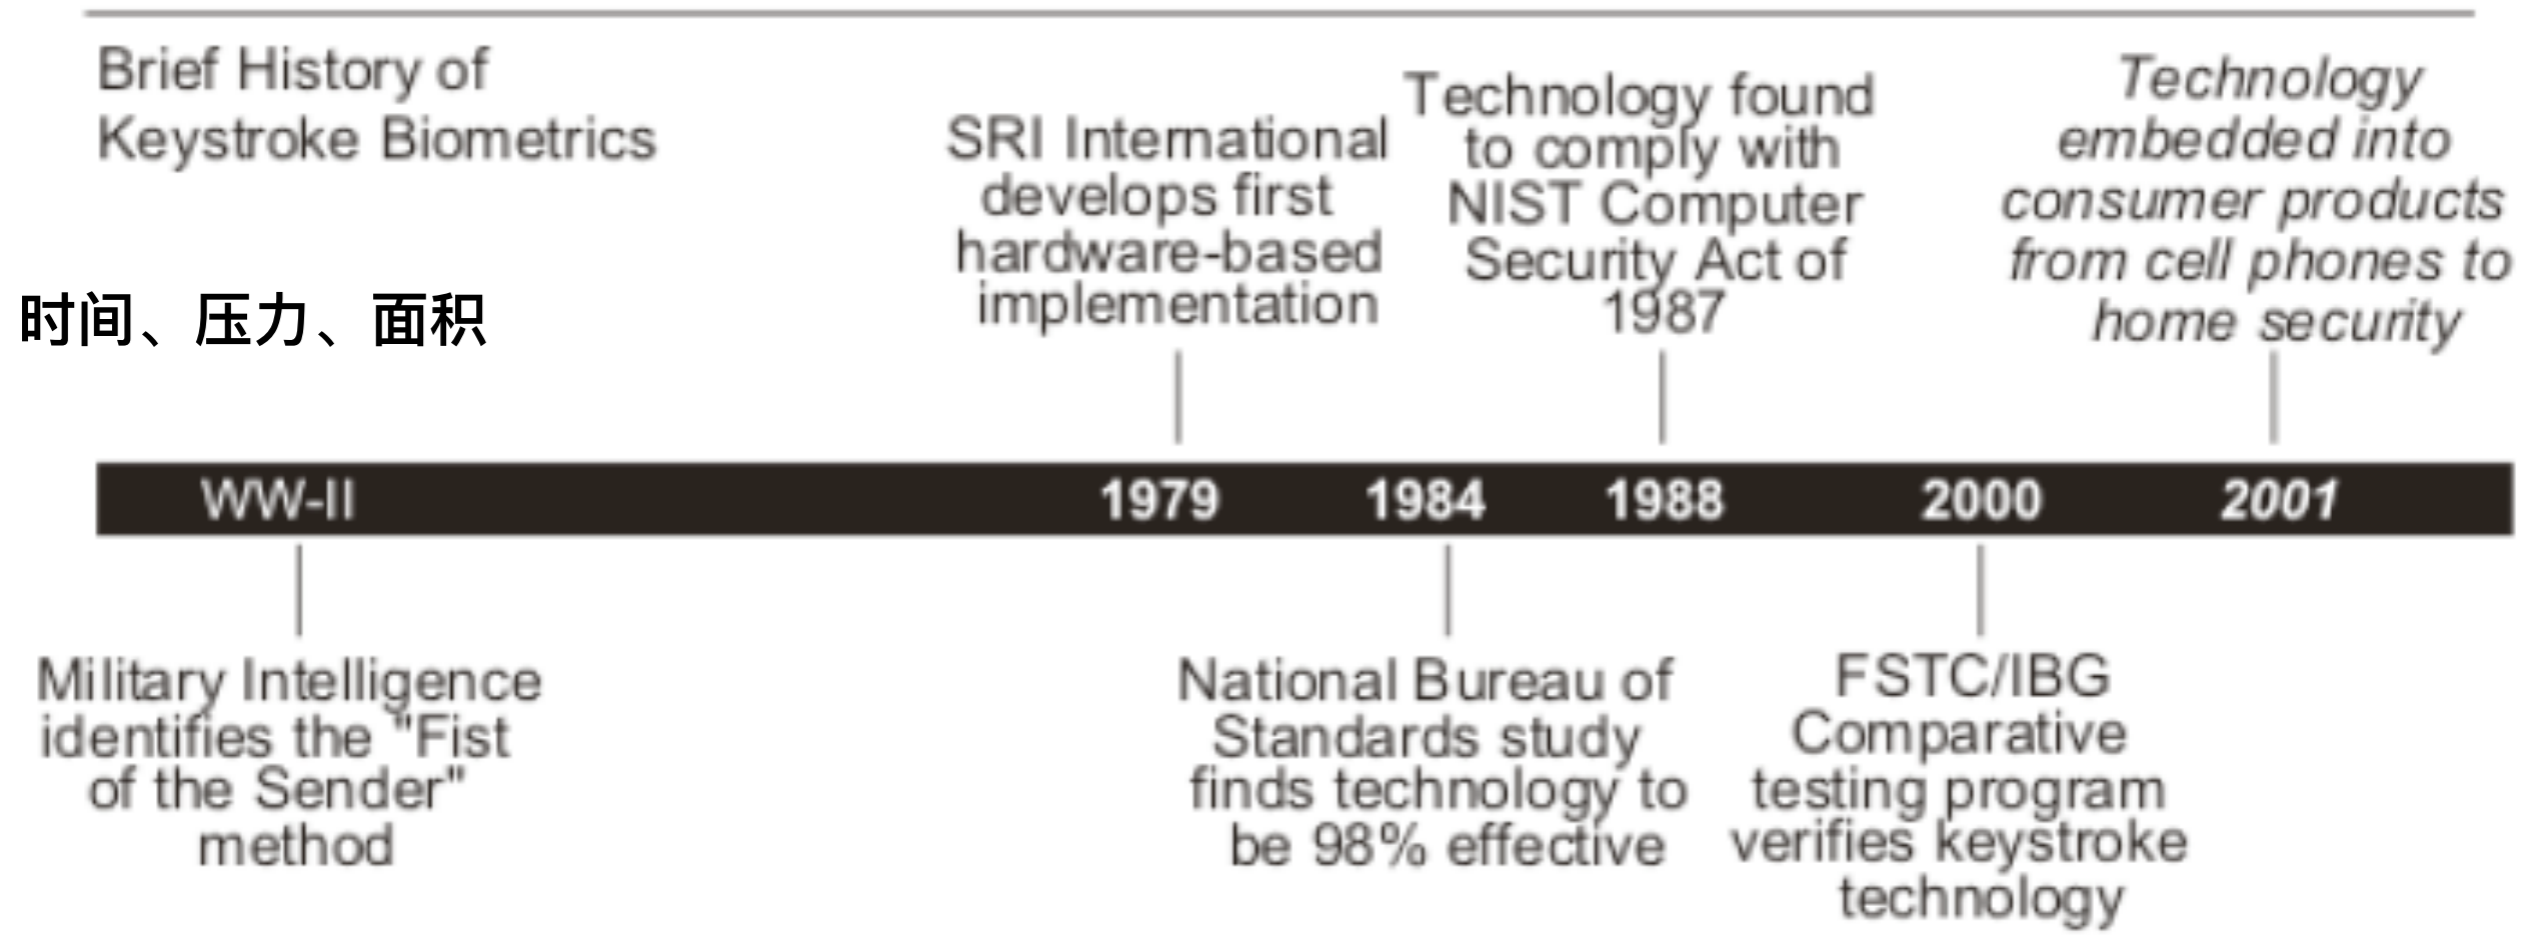 Brief History of
Keystroke Biometrics
时间、压力、面积
SRI International
develops first
hardware-based
implementation
Technology found
to comply with
NIST Computer
Security Act of
1987
Technology
embedded into
consumer products
from cell phones to
home security
WW-II 1979 1984 1988 2000 2001
Military Intelligence
identifies the "Fist
of the Sender"
method
National Bureau of
Standards study
finds technology to
be 98% effective
FSTC/IBG
Comparative
testing program
verifies keystroke
technology